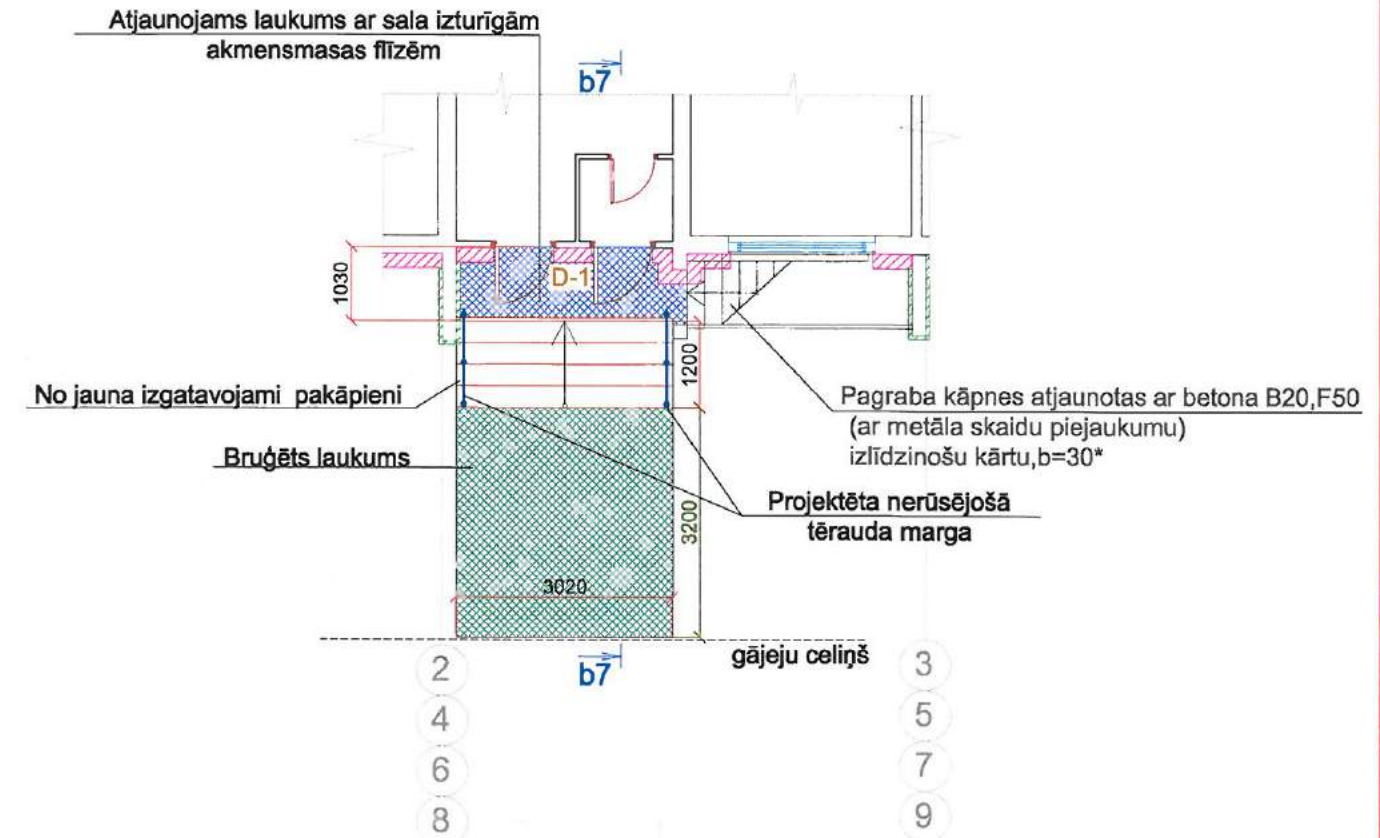 Atjaunojams laukums ar sala izturīgām
akmensmasas flīzēm
b7
D-1
1030
1200
No jauna izgatavojami pakāpieni
Pagraba kāpnes atjaunotas ar betona B20,F50
(ar metāla skaidu piejaukumu)
izlīdzinošu kārtu,b=30*
Bruģēts laukums
Projektēta nerūsējošā
tērauda marga
3200
3020
gājeju celiņš
b7
2
3
4
5
6
7
8
9